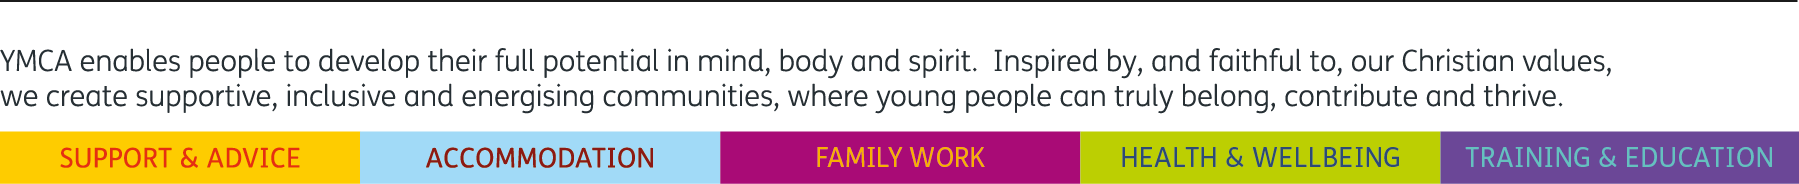 YMCA enables people to develop their full potential in mind, body and spirit.  Inspired by, and faithful to, our Christian values,
we create supportive, inclusive and energising communities, where young people can truly belong, contribute and thrive.
SUPPORT & ADVICE
ACCOMMODATION
FAMILY WORK
HEALTH & WELLBEING
TRAINING & EDUCATION